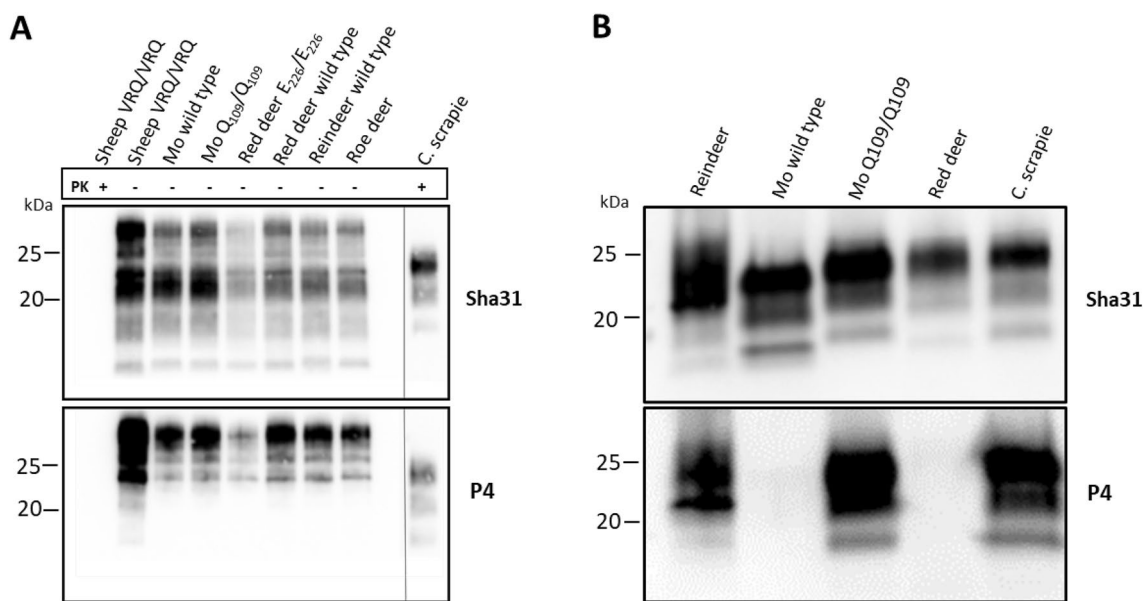 A
Sheep VRQ/VRQ
Sheep VRQ/VRQ
Mo wild type
Mo Q109/Q109
Red deer E226/E226
Red deer wild type
Reindeer wild type
Roe deer
C. scrapie
PK + - - - - - - - +
kDa
25
20
Sha31
25
20
P4
B
Reindeer
Mo wild type
Mo Q109/Q109
Red deer
C. scrapie
kDa
25
20
Sha31
25
20
P4